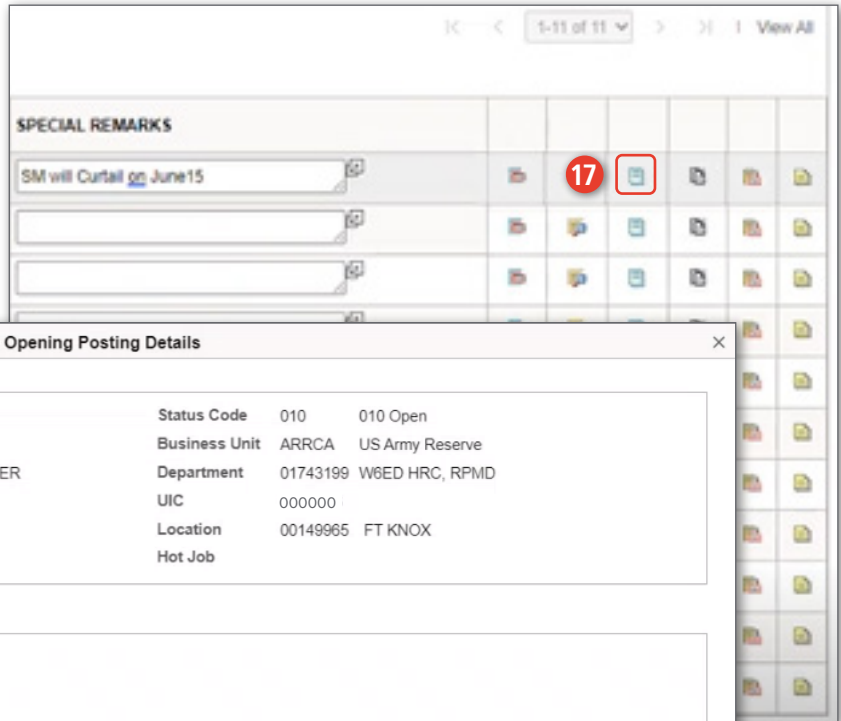 1-11 of 11
View All
SPECIAL REMARKS
SM will Curtail on June15
17
Opening Posting Details
Status Code 010 010 Open
Business Unit ARRCA US Army Reserve
ER Department 01743199 W6ED HRC, RPMD
UIC 000000
Location 00149965 FT KNOX
Hot Job